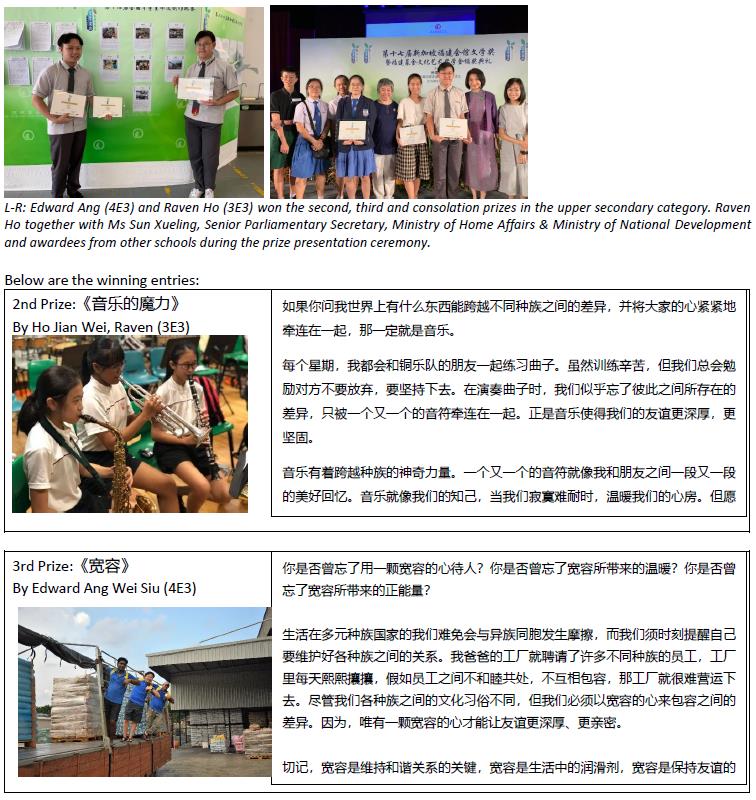 第十七届新加坡福建会馆文学奖
暨福建基金文化艺术奖学金颁奖典礼
L-R: Edward Ang (4E3) and Raven Ho (3E3) won the second, third and consolation prizes in the upper secondary category. Raven
Ho together with Ms Sun Xueling, Senior Parliamentary Secretary, Ministry of Home Affairs & Ministry of National Development
and awardees from other schools during the prize presentation ceremony.
Below are the winning entries:
2nd Prize:《音乐的魔力》
By Ho Jian Wei, Raven (3E3)
如果你问我世界上有什么东西能跨越不同种族之间的差异，并将大家的心紧紧地
牵连在一起，那一定就是音乐。
每个星期，我都会和铜乐队的朋友一起练习曲子。虽然训练辛苦，但我们总会勉
励对方不要放弃，要坚持下去。在演奏曲子时，我们似乎忘了彼此之间所存在的
差异，只被一个又一个的音符牵连在一起。正是音乐使得我们的友谊更深厚，更
坚固。
音乐有着跨越种族的神奇力量。一个又一个的音符就像我和朋友之间一段又一段
的美好回忆。音乐就像我们的知己，当我们寂寞难耐时，温暖我们的心房。但愿
3rd Prize:《宽容》
By Edward Ang Wei Siu (4E3)
你是否曾忘了用一颗宽容的心待人？你是否曾忘了宽容所带来的温暖？你是否曾
忘了宽容所带来的正能量？
生活在多元种族国家的我们难免会与异族同胞发生摩擦，而我们须时刻提醒自己
要维护好各种族之间的关系。我爸爸的工厂就聘请了许多不同种族的员工，工厂
里每天熙熙攘攘，假如员工之间不和睦共处，不互相包容，那工厂就很难营运下
去。尽管我们各种族之间的文化习俗不同，但我们必须以宽容的心来包容之间的
差异。因为，唯有一颗宽容的心才能让友谊更深厚、更亲密。
切记，宽容是维持和谐关系的关键，宽容是生活中的润滑剂，宽容是保持友谊的